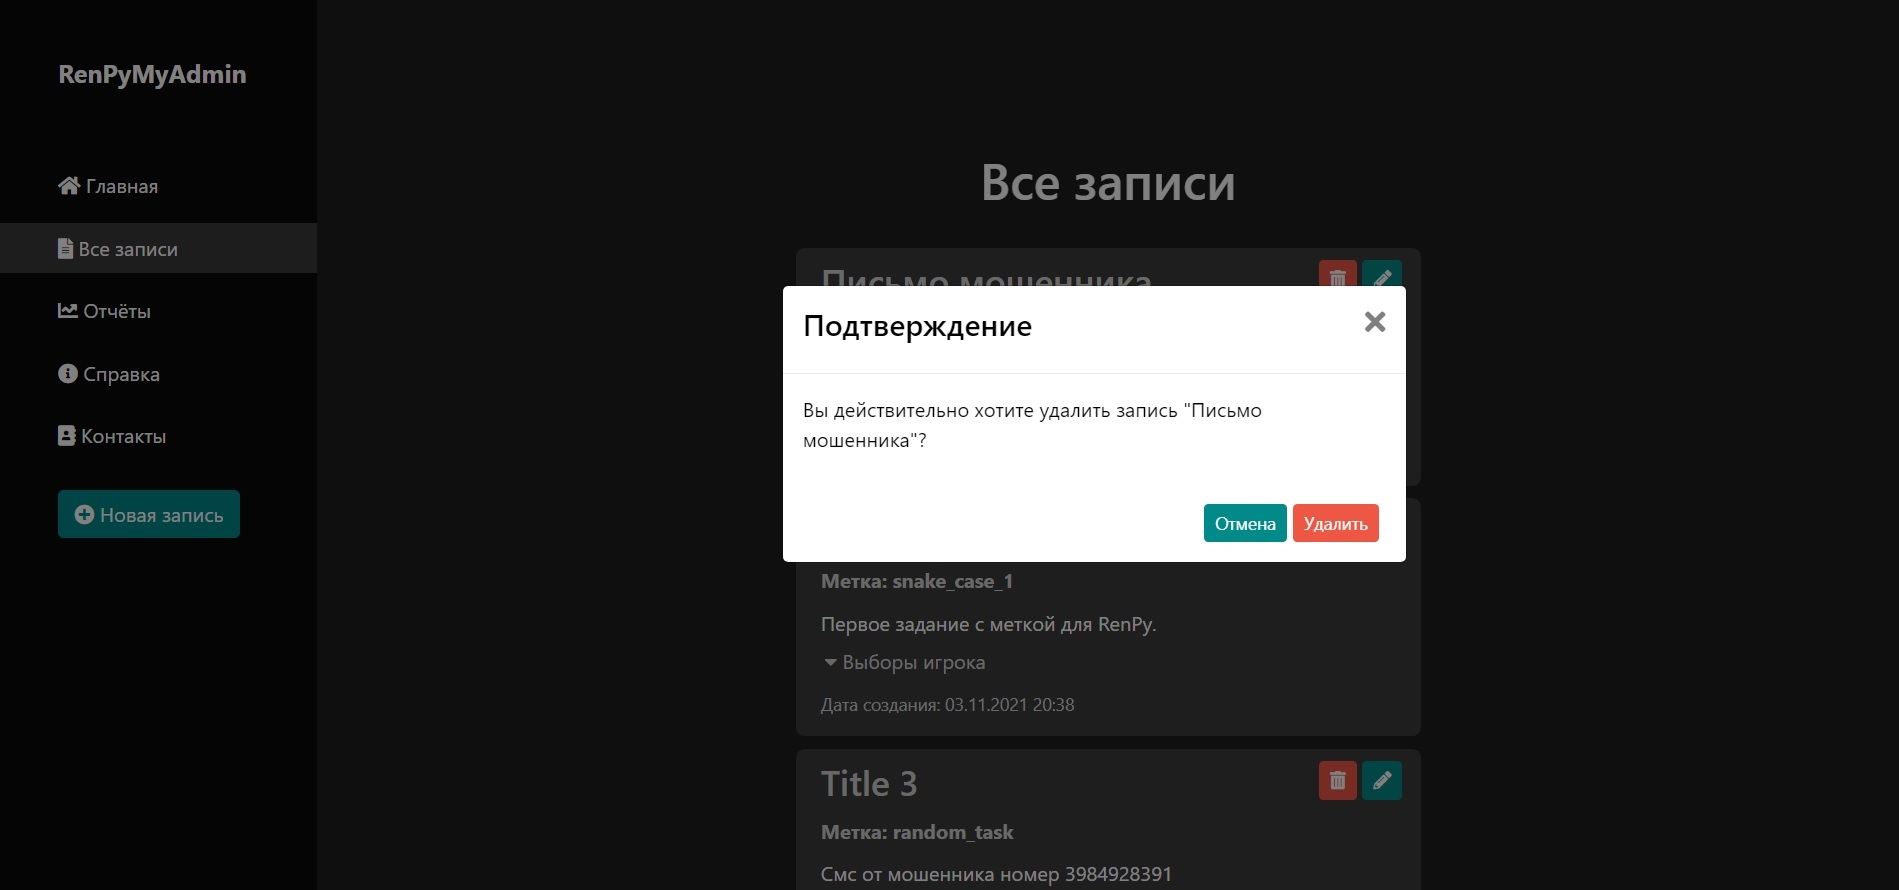 RenPyMyAdmin
Главная
Все записи
Отчёты
Справка
Контакты
Новая запись
Все записи
Письмо мошенника
Подтверждение
Вы действительно хотите удалить запись "Письмо
мошенника"?
Отмена Удалить
Метка: snake_case_1
Первое задание с меткой для RenPy.
Выборы игрока
Дата создания: 03.11.2021 20:38
Title 3
Метка: random_task
Смс от мошенника номер 3984928391